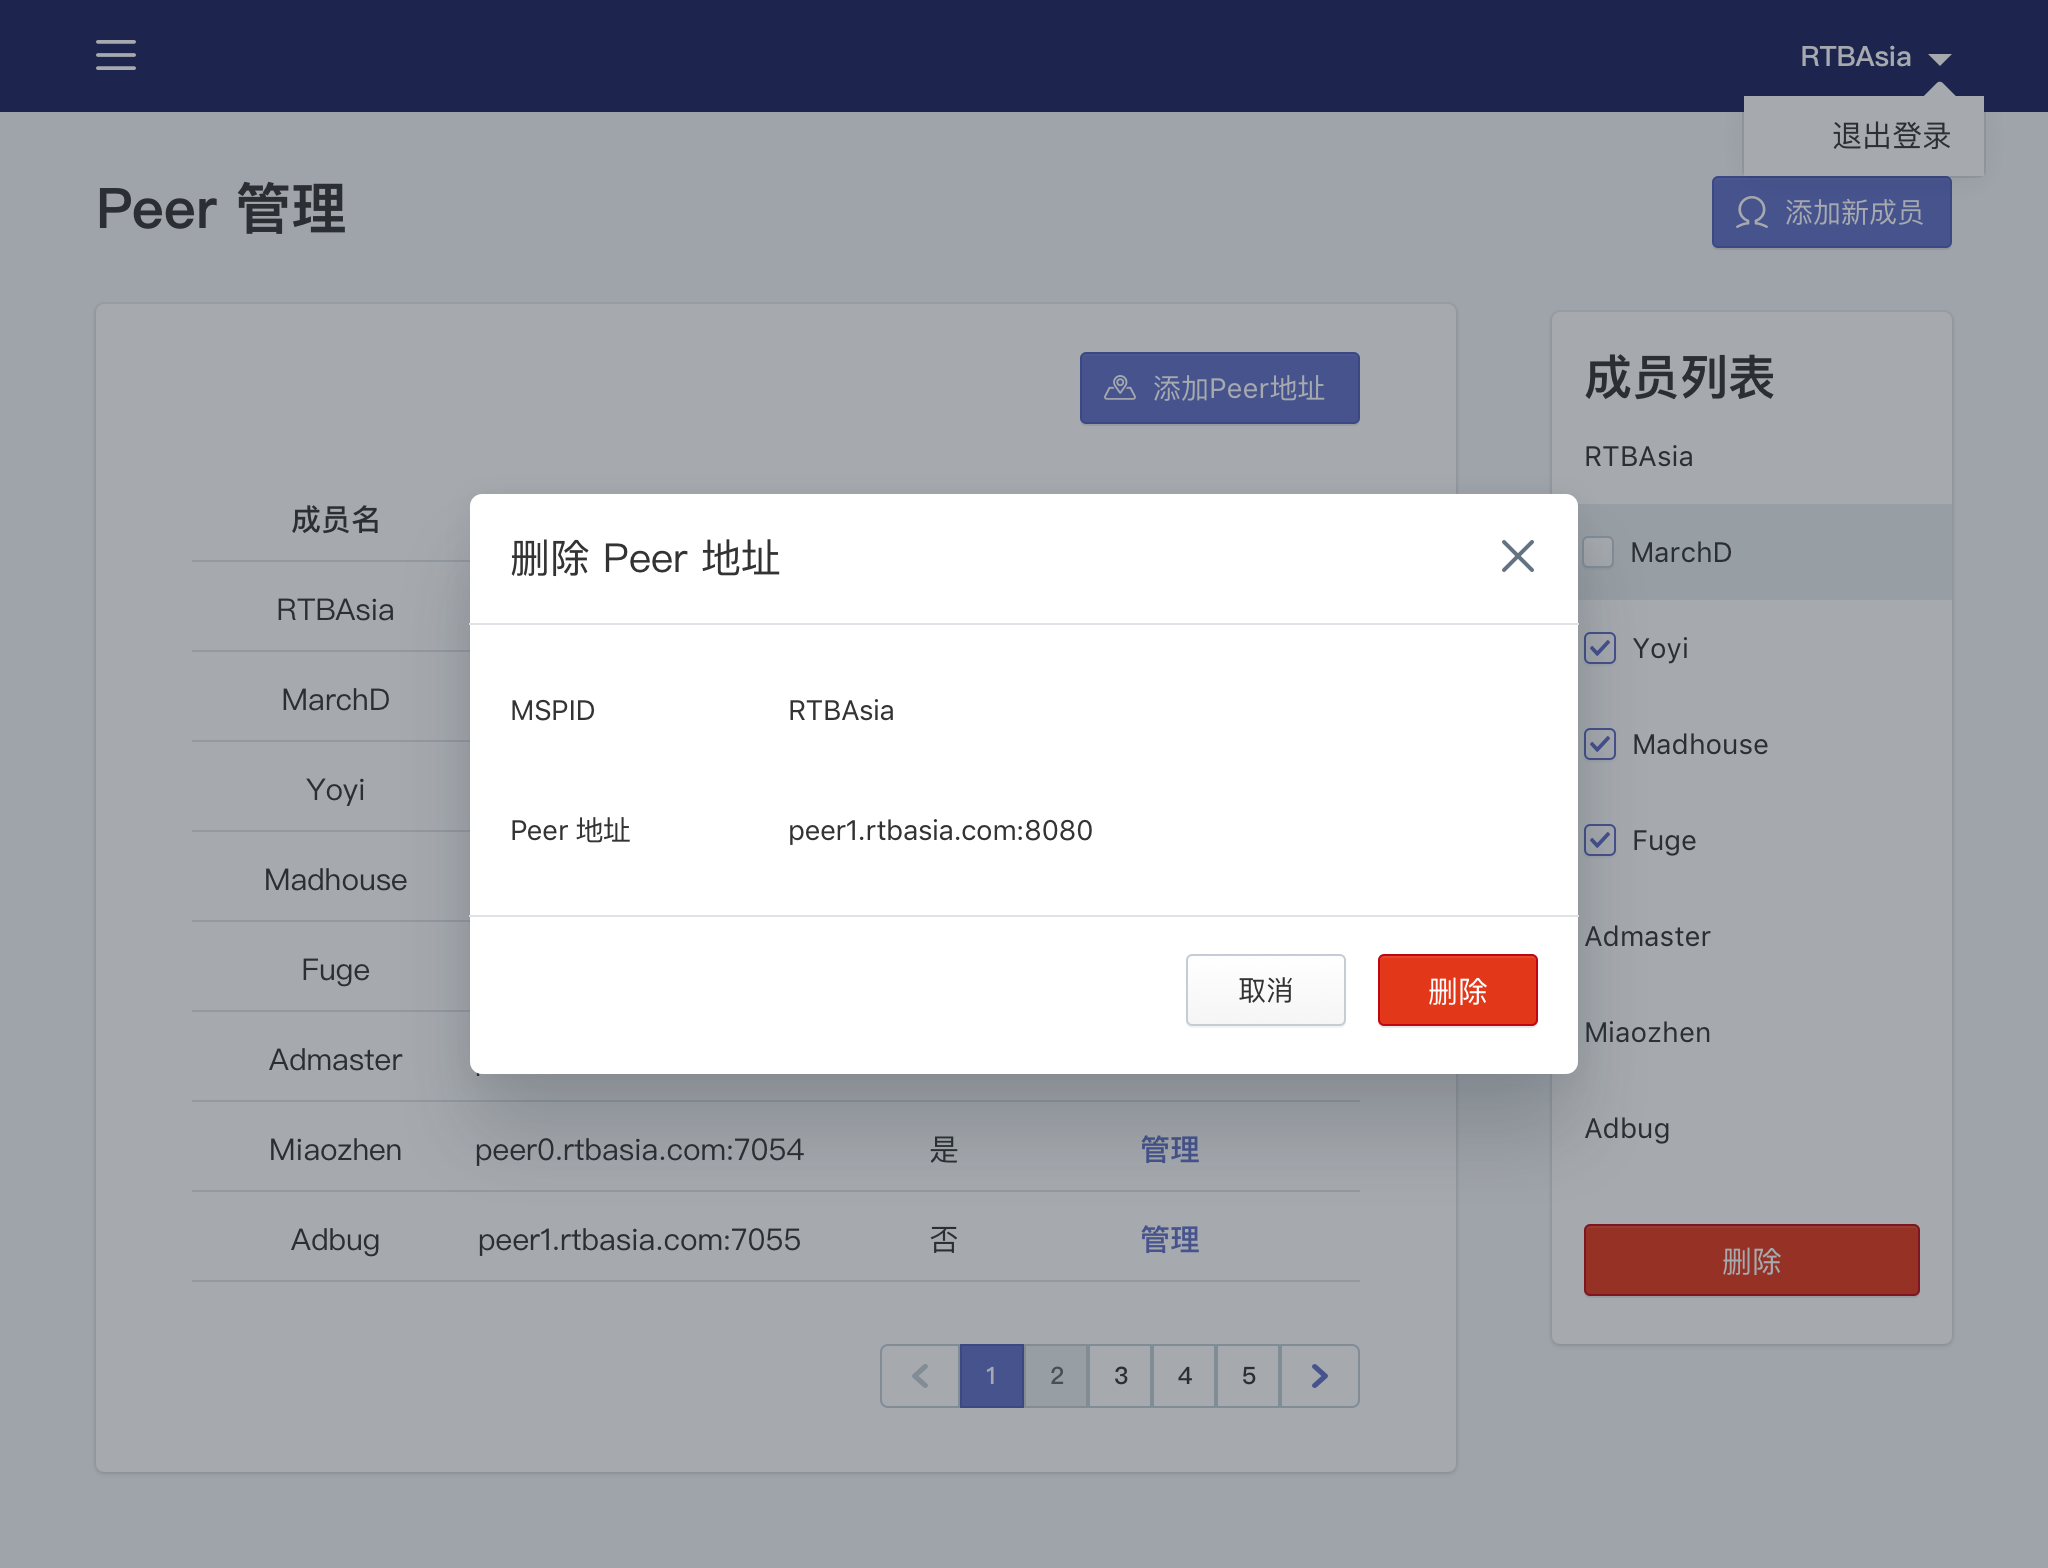 RTBAsia
退出登录
Peer 管理
添加新成员
添加Peer地址
成员名
RTBAsia
MarchD
Yoyi
Madhouse
Fuge
Admaster
Miaozhen peer0.rtbasia.com:7054 是 管理
Adbug peer1.rtbasia.com:7055 否 管理
1 2 3 4 5
删除 Peer 地址
MSPID RTBAsia
Peer 地址 peer1.rtbasia.com:8080
取消 删除
成员列表
RTBAsia
MarchD
Yoyi
Madhouse
Fuge
Admaster
Miaozhen
Adbug
删除